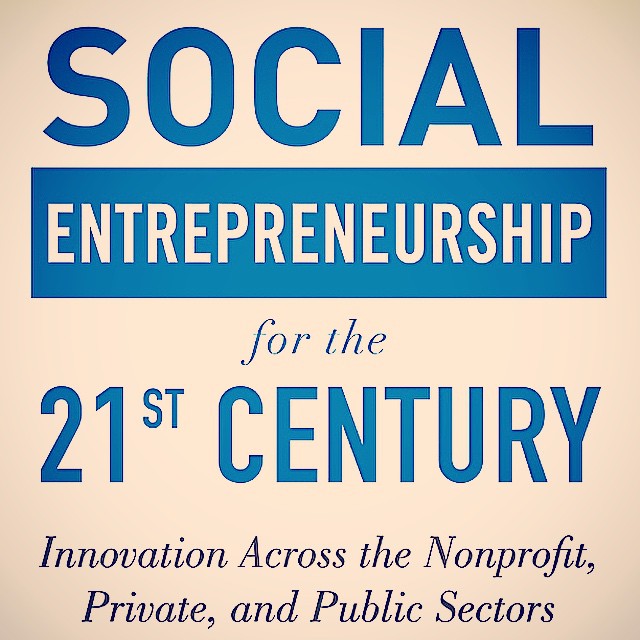 SOCIAL
ENTREPRENEURSHIP
for the
21ST CENTURY
Innovation Across the Nonprofit,
Private, and Public Sectors